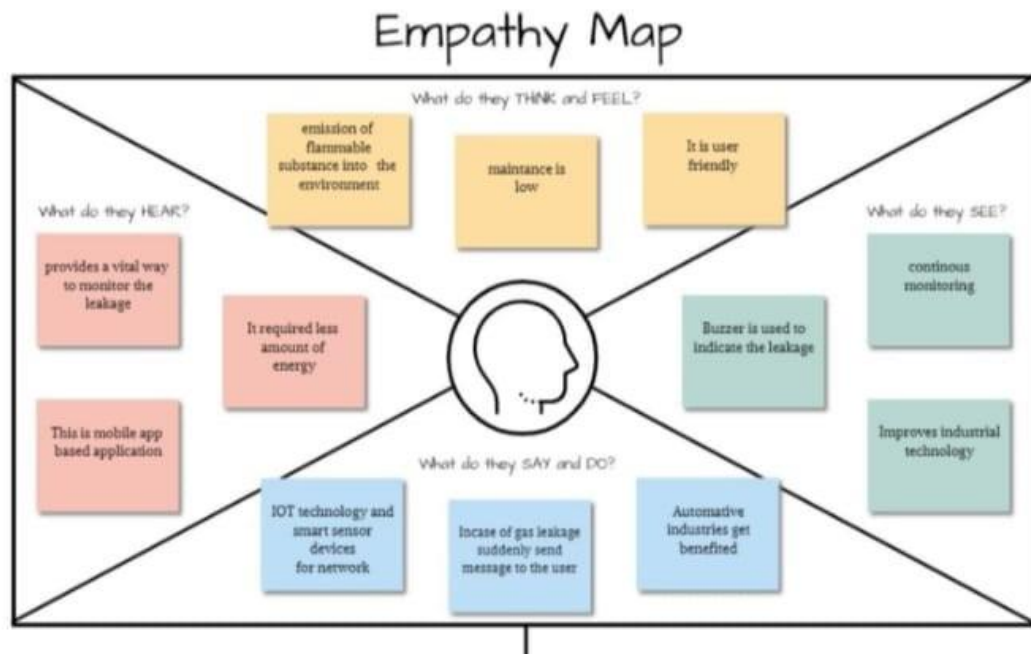 Empathy Map
What do they THINK and FEEL?
emission of
flammable
substance into the
environment
maintance is
low
It is user
friendly
What do they HEAR?
provides a vital way
to monitor the
leakage
It required less
amount of
energy
This is mobile app
based application
What do they SEE?
continous
monitoring
Buzzer is used to
indicate the leakage
Improves industrial
technology
What do they SAY and DO?
IOT technology and
smart sensor
devices
for network
Incase of gas leakage
suddenly send
message to the user
Automative
industries get
benefited